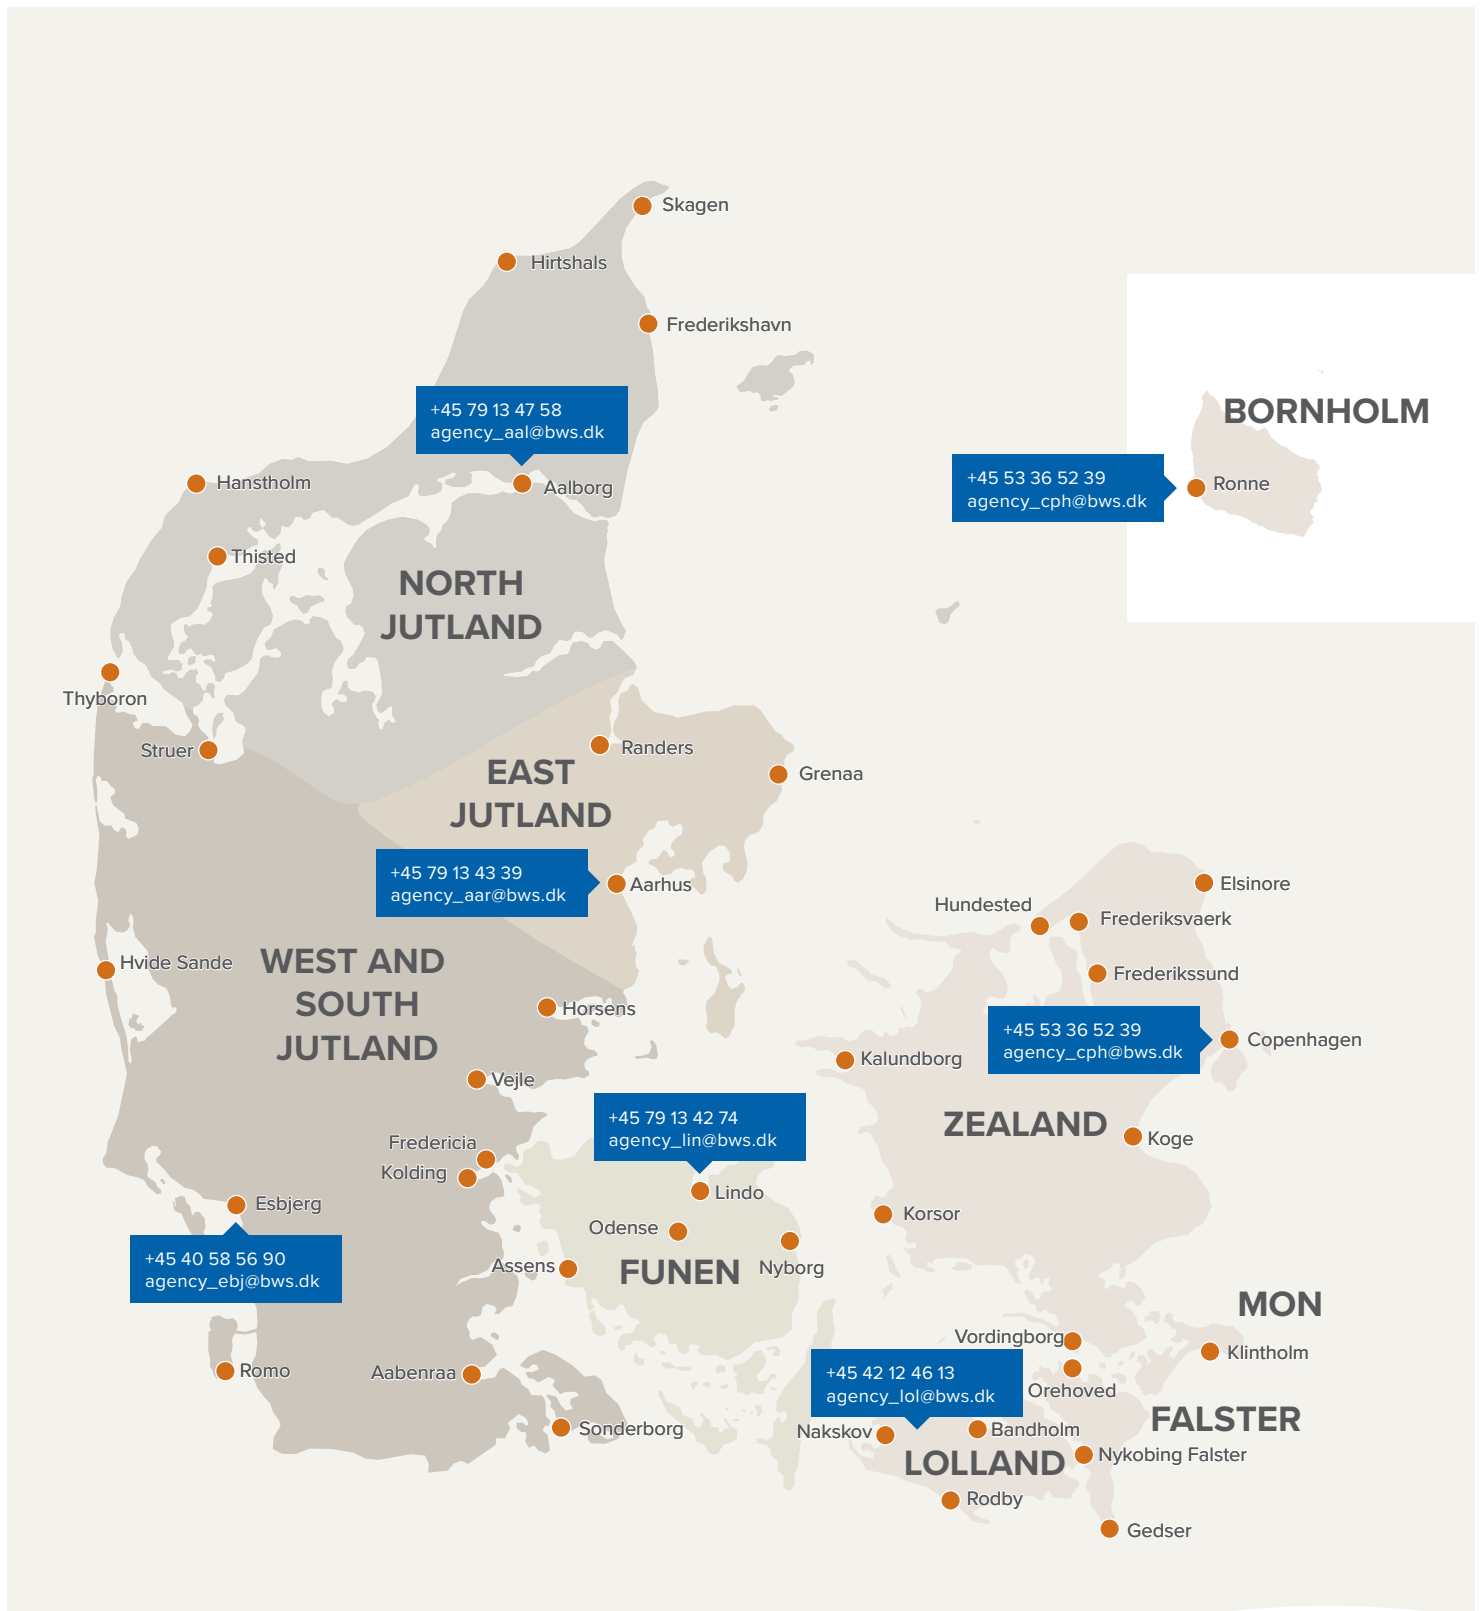 Skagen
Hirtshals
Frederikshavn
+45 79 13 47 58
agency_aal@bws.dk
BORNHOLM
+45 53 36 52 39
agency_cph@bws.dk
Ronne
Hanstholm
Aalborg
Thisted
NORTH
JUTLAND
Thyboron
Struer
Randers
EAST
JUTLAND
Grenaa
+45 79 13 43 39
agency_aar@bws.dk
Aarhus
Elsinore
Hundested
Frederiksvaerk
Hvide Sande
WEST AND
SOUTH
JUTLAND
Frederikssund
Horsens
+45 53 36 52 39
agency_cph@bws.dk
Copenhagen
Kalundborg
Vejle
+45 79 13 42 74
agency_lin@bws.dk
ZEALAND
Koge
Fredericia
Kolding
Lindo
Esbjerg
Odense
Korsor
+45 40 58 56 90
agency_ebj@bws.dk
Assens
FUNEN
Nyborg
MON
Vordingborg
Klintholm
Romo
Aabenraa
+45 42 12 46 13
agency_lol@bws.dk
Orehoved
FALSTER
Sonderborg
Nakskov
Bandholm
Nykobing Falster
LOLLAND
Rodby
Gedser